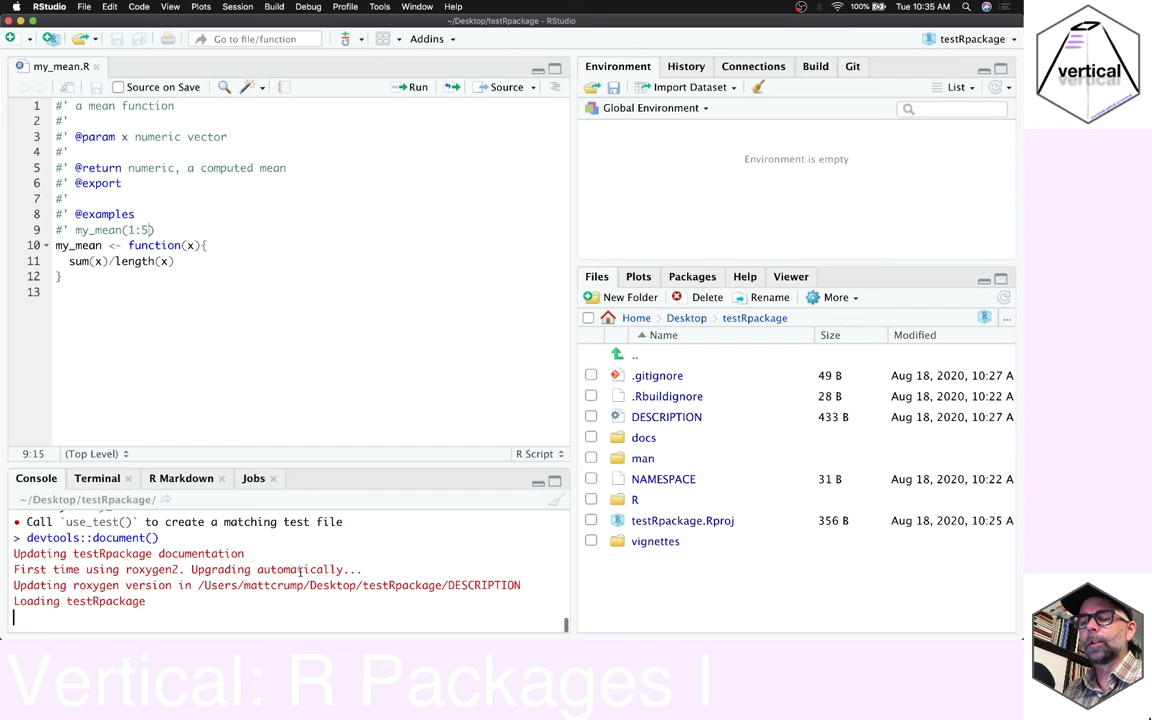 RStudio File Edit Code View Plots Session Build Debug Profile Tools Window Help 100% Tue 10:35 AM
~/Desktop/testRpackage - RStudio
Go to file/function Addins testRpackage
my_mean.R
Source on Save Run Source
1 #' a mean function
2 #'
3 #' @param x numeric vector
4 #'
5 #' @return numeric, a computed mean
6 #' @export
7 #'
8 #' @examples
9 #' my_mean(1:5)
10 my_mean <- function(x){
11 sum(x)/length(x)
12 }
13
9:15 (Top Level) R Script
Console Terminal R Markdown Jobs
~/Desktop/testRpackage/
• Call `use_test()` to create a matching test file
> devtools::document()
Updating testRpackage documentation
First time using roxygen2. Upgrading automatically...
Updating roxygen version in /Users/mattcrump/Desktop/testRpackage/DESCRIPTION
Loading testRpackage
Environment History Connections Build Git
Import Dataset List
Global Environment
Environment is empty
Files Plots Packages Help Viewer
New Folder Delete Rename More
Home Desktop testRpackage ...
Name Size Modified
..
.gitignore 49 B Aug 18, 2020, 10:27 A
.Rbuildignore 28 B Aug 18, 2020, 10:22 A
DESCRIPTION 433 B Aug 18, 2020, 10:27 A
docs
man
NAMESPACE 31 B Aug 18, 2020, 10:22 A
R
testRpackage.Rproj 356 B Aug 18, 2020, 10:25 A
vignettes
vertical
Vertical: R Packages I